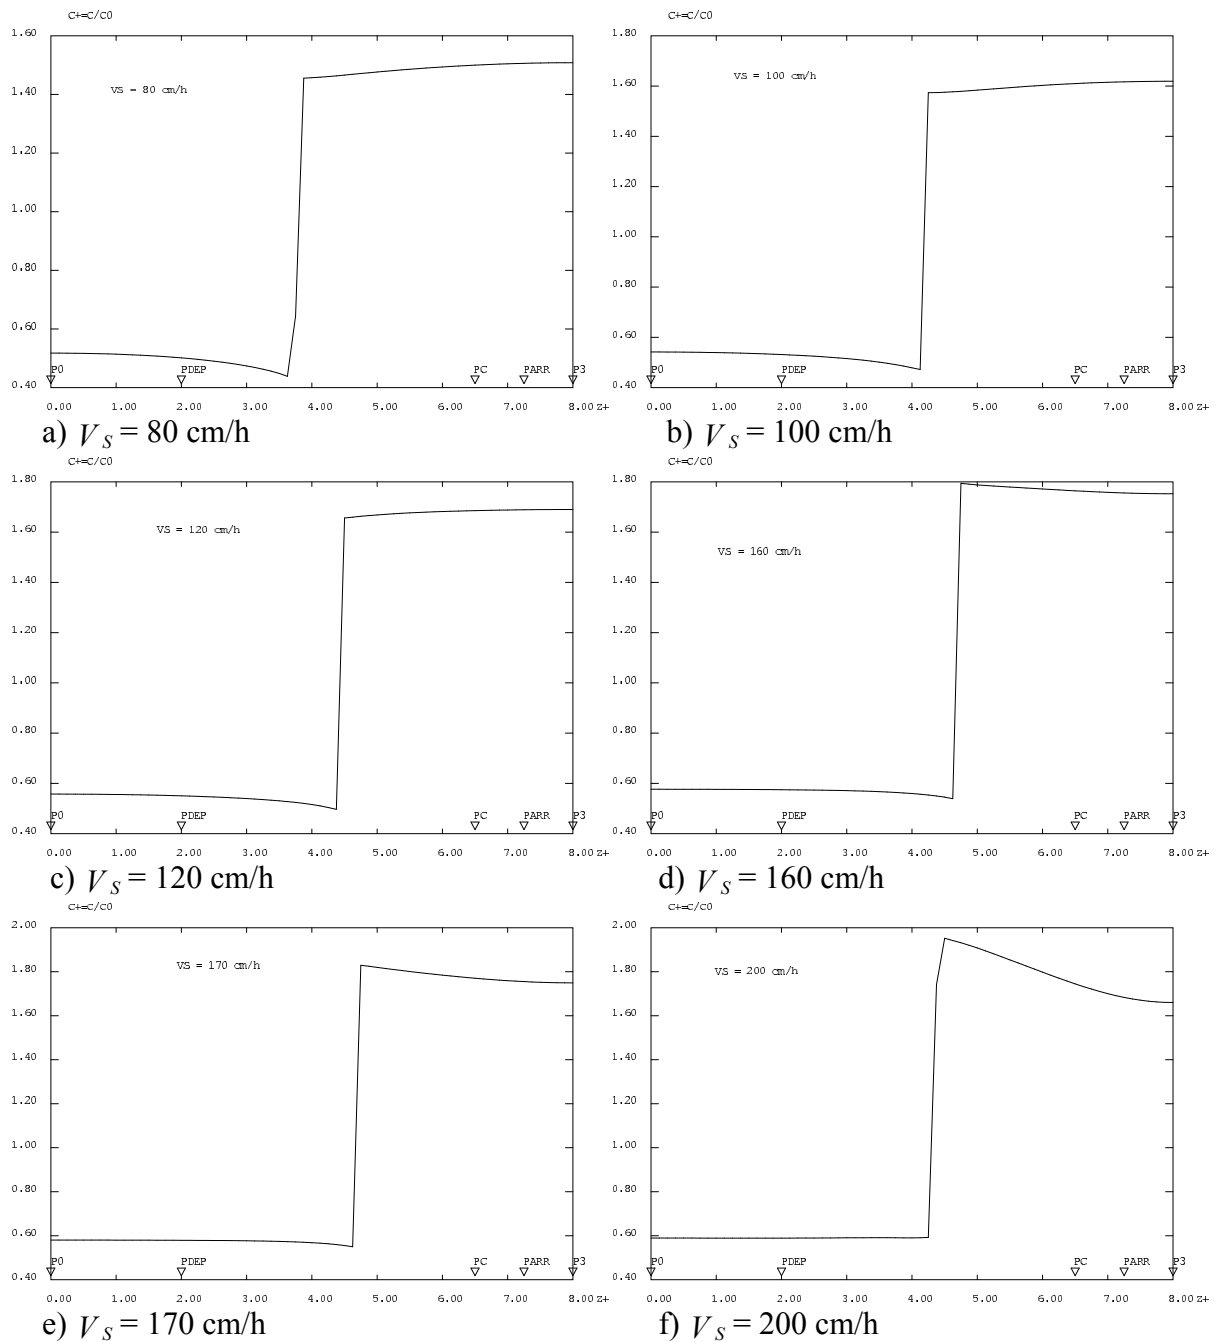 C+=C/C0
1.60
1.40
1.20
1.00
0.80
0.60
0.40
VS = 80 cm/h
P0 PDEP PC PARR P3
0.00 1.00 2.00 3.00 4.00 5.00 6.00 7.00 8.00 Z+
a) V_S = 80 cm/h
C+=C/C0
1.80
1.60
1.40
1.20
1.00
0.80
0.60
0.40
VS = 100 cm/h
P0 PDEP PC PARR P3
0.00 1.00 2.00 3.00 4.00 5.00 6.00 7.00 8.00 Z+
b) V_S = 100 cm/h
C+=C/C0
1.80
1.60
1.40
1.20
1.00
0.80
0.60
0.40
VS = 120 cm/h
P0 PDEP PC PARR P3
0.00 1.00 2.00 3.00 4.00 5.00 6.00 7.00 8.00 Z+
c) V_S = 120 cm/h
C+=C/C0
1.80
1.60
1.40
1.20
1.00
0.80
0.60
0.40
VS = 160 cm/h
P0 PDEP PC PARR P3
0.00 1.00 2.00 3.00 4.00 5.00 6.00 7.00 8.00 Z+
d) V_S = 160 cm/h
C+=C/C0
2.00
1.80
1.60
1.40
1.20
1.00
0.80
0.60
0.40
VS = 170 cm/h
P0 PDEP PC PARR P3
0.00 1.00 2.00 3.00 4.00 5.00 6.00 7.00 8.00 Z+
e) V_S = 170 cm/h
C+=C/C0
2.00
1.80
1.60
1.40
1.20
1.00
0.80
0.60
0.40
VS = 200 cm/h
P0 PDEP PC PARR P3
0.00 1.00 2.00 3.00 4.00 5.00 6.00 7.00 8.00 Z+
f) V_S = 200 cm/h